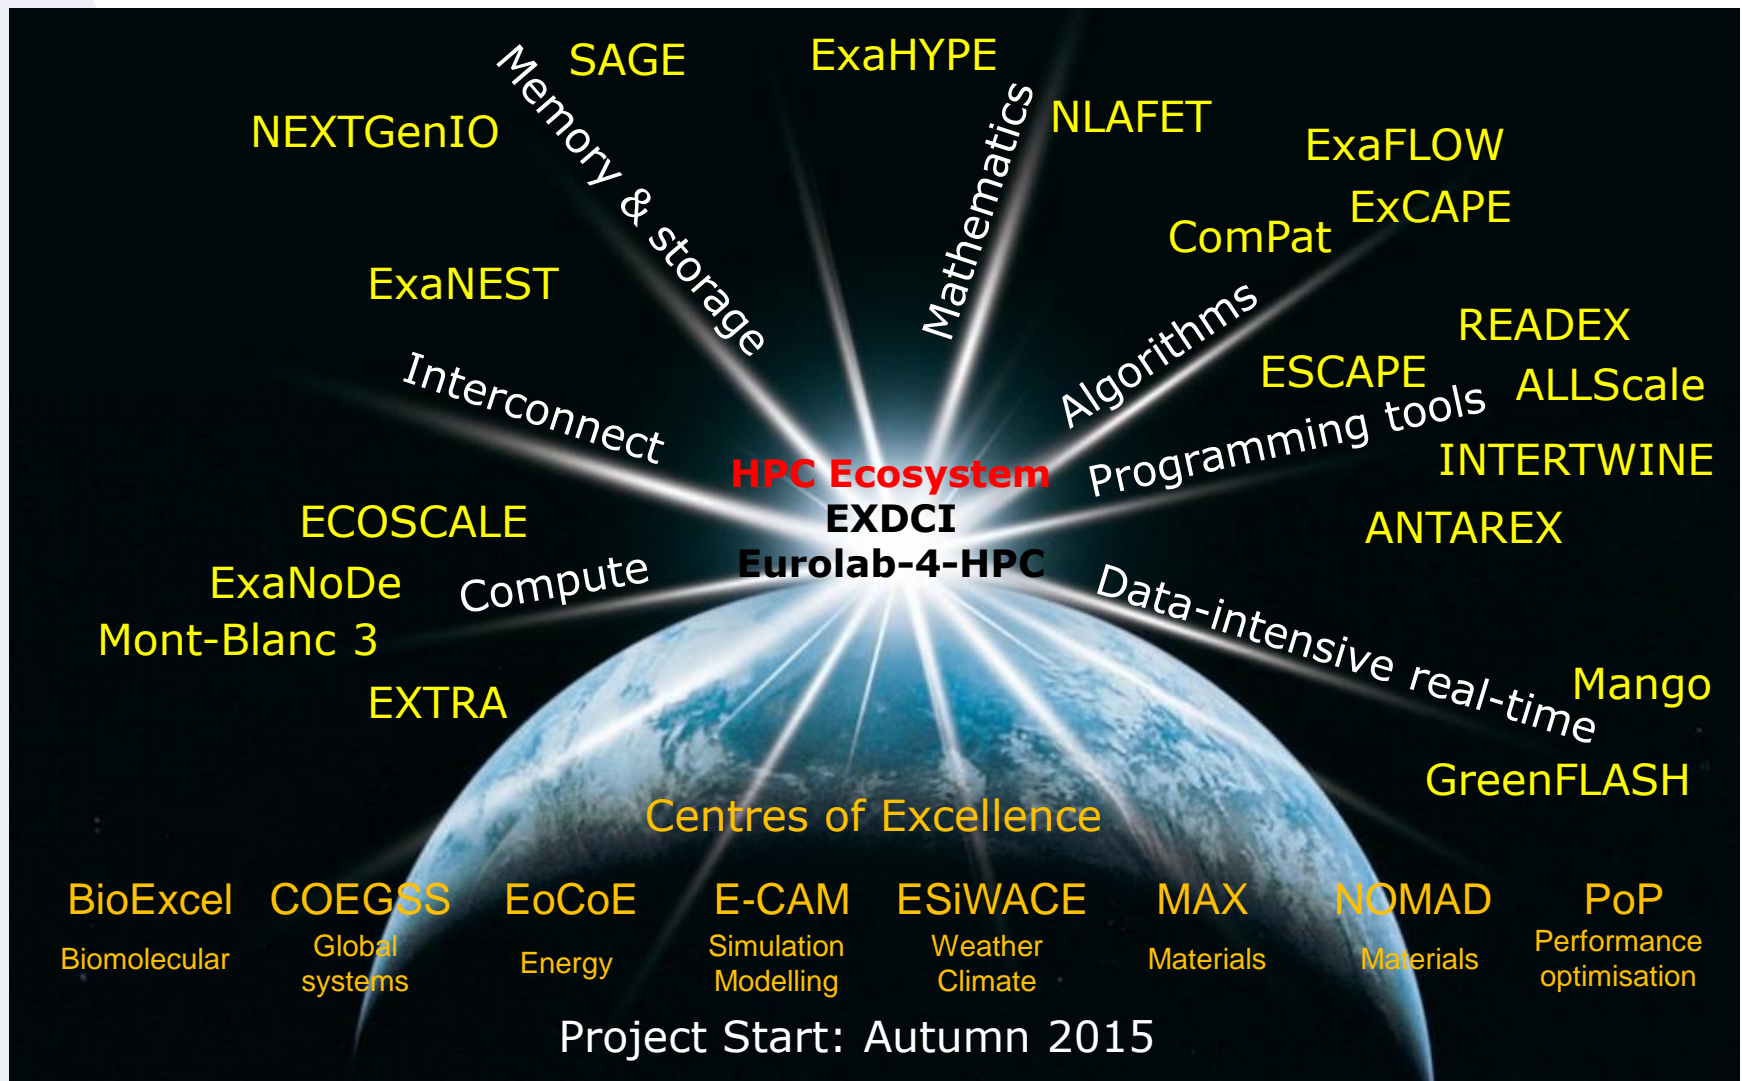 SAGE
ExaHYPE
NEXTGenIO
Memory & storage
Mathematics
NLAFET
ExaFLOW
ExCAPE
ComPat
ExaNEST
Algorithms
READEX
Interconnect
ESCAPE
ALLScale
Programming tools
INTERTWINE
HPC Ecosystem
EXDCI
Eurolab-4-HPC
ECOSCALE
ANTAREX
ExaNoDe
Compute
Mont-Blanc 3
EXTRA
Data-intensive real-time
Mango
GreenFLASH
Centres of Excellence
BioExcel
Biomolecular
COEGSS
Global
systems
EoCoE
Energy
E-CAM
Simulation
Modelling
ESiWACE
Weather
Climate
MAX
Materials
NOMAD
Materials
PoP
Performance
optimisation
Project Start: Autumn 2015